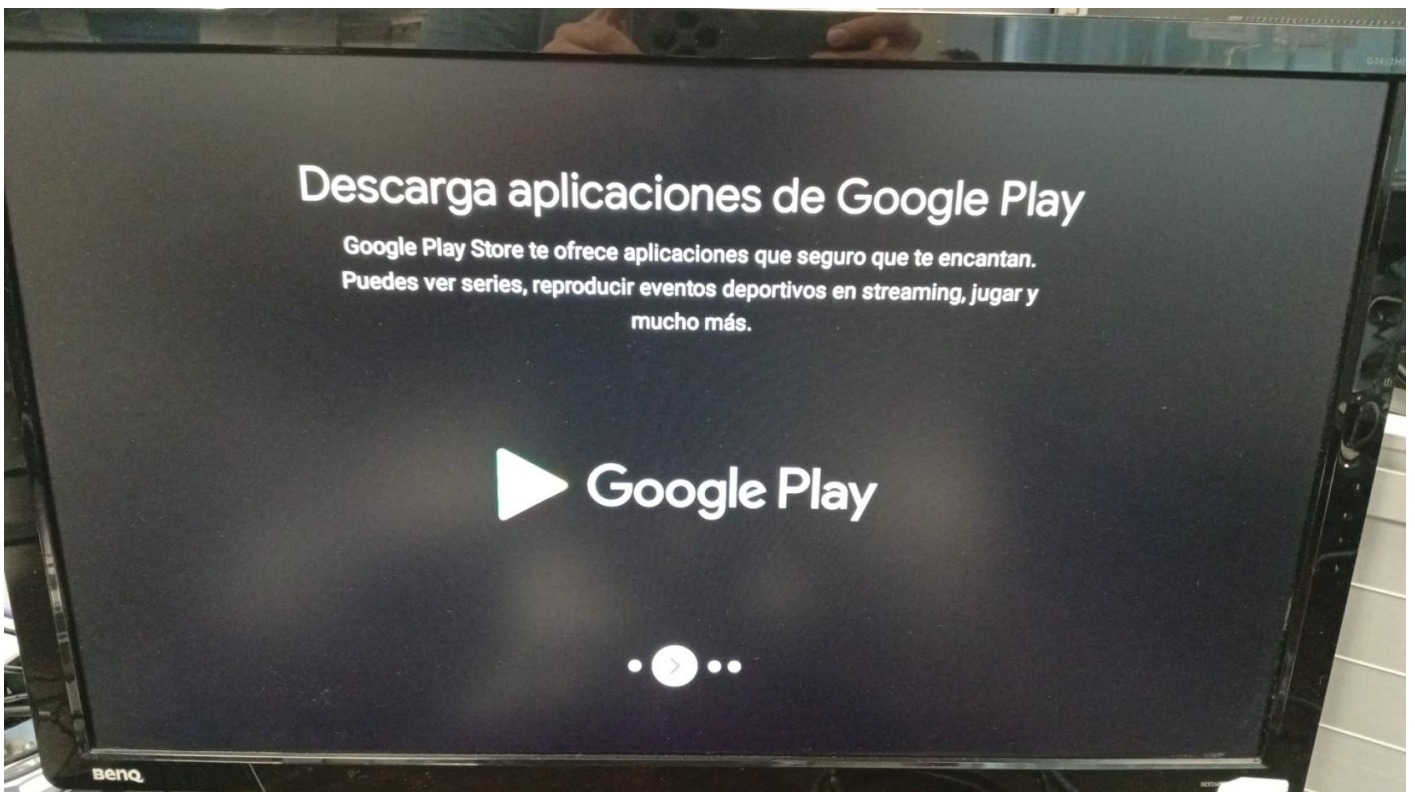 Descarga aplicaciones de Google Play
Google Play Store te ofrece aplicaciones que seguro que te encantan.
Puedes ver series, reproducir eventos deportivos en streaming, jugar y
mucho más.
Google Play
BenQ